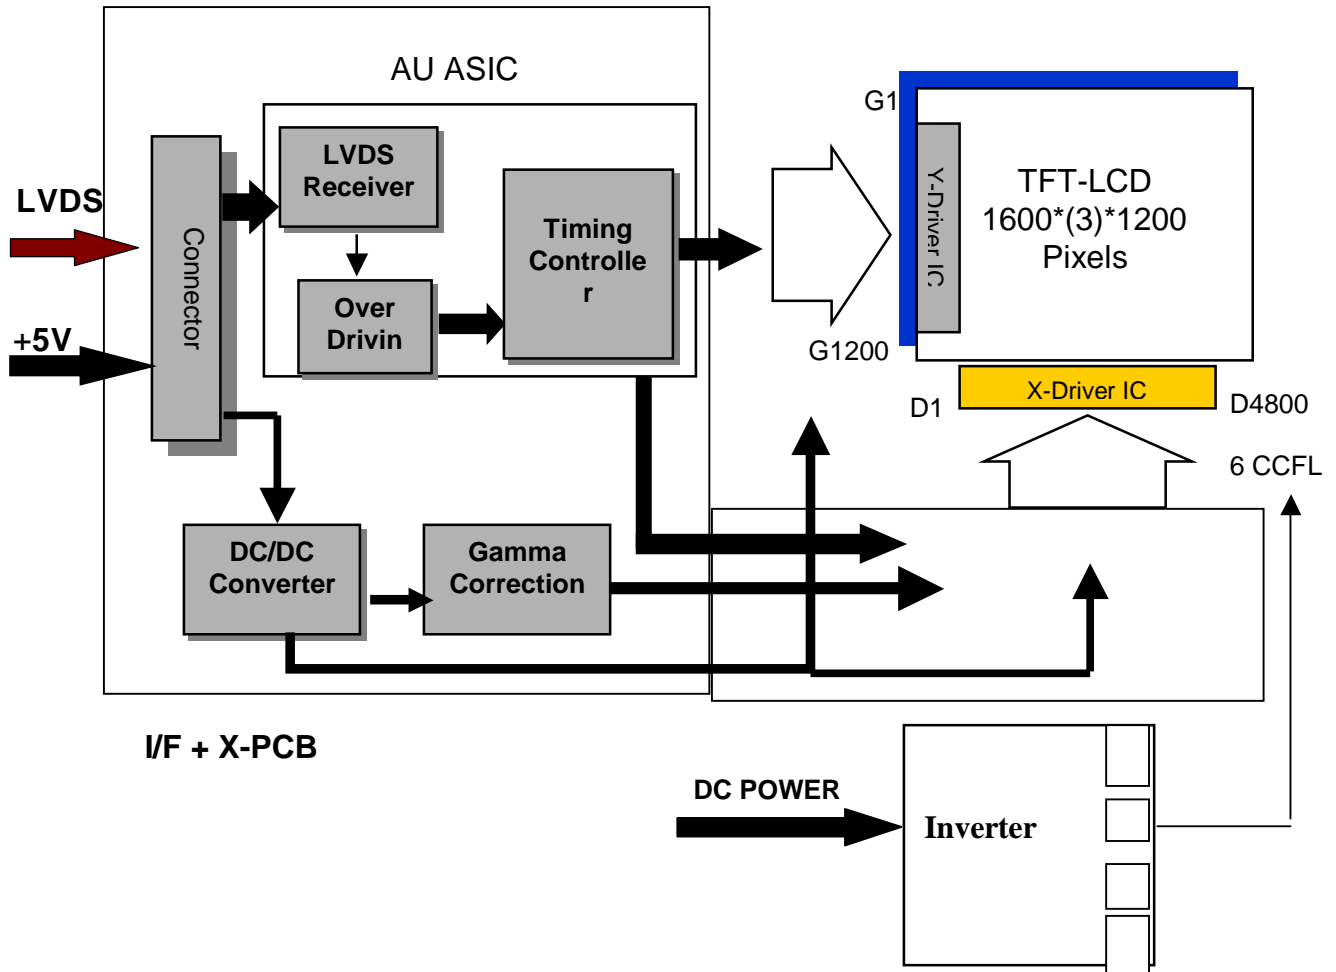 AU ASIC
G1
LVDS
Receiver
LVDS
Connector
Timing
Controlle
r
Y-Driver IC
TFT-LCD
1600*(3)*1200
Pixels
Over
Drivin
+5V
G1200
X-Driver IC
D1
D4800
6 CCFL
DC/DC
Converter
Gamma
Correction
I/F + X-PCB
DC POWER
Inverter